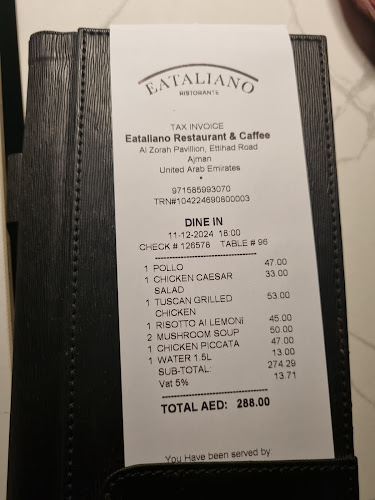 EATALIANO
RISTORANTE
TAX INVOICE
Eataliano Restaurant & Caffee
Al Zorah Pavillion, Ettihad Road
Ajman
United Arab Emirates
*
971585993070
TRN#104224690800003
DINE IN
11-12-2024 18:00
CHECK # 126578 TABLE # 96
1 POLLO 47.00
1 CHICKEN CAESAR SALAD 33.00
1 TUSCAN GRILLED CHICKEN 53.00
1 RISOTTO AI LEMONI 45.00
2 MUSHROOM SOUP 50.00
1 CHICKEN PICCATA 47.00
1 WATER 1.5L 13.00
SUB-TOTAL: 274.29
Vat 5% 13.71
TOTAL AED: 288.00
You Have been served by: